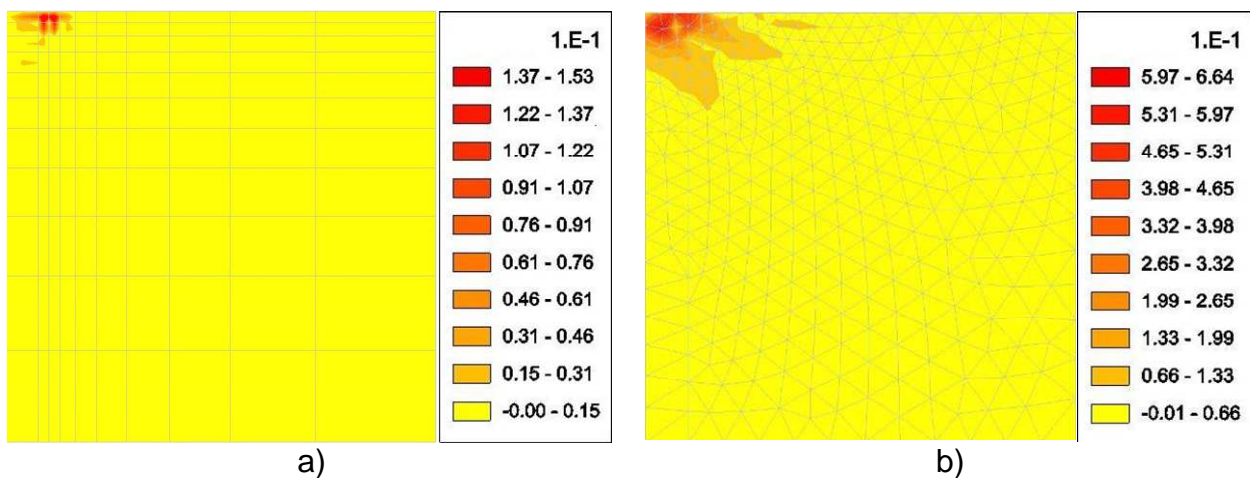 1.E-1
1.37 - 1.53
1.22 - 1.37
1.07 - 1.22
0.91 - 1.07
0.76 - 0.91
0.61 - 0.76
0.46 - 0.61
0.31 - 0.46
0.15 - 0.31
-0.00 - 0.15
a)
1.E-1
5.97 - 6.64
5.31 - 5.97
4.65 - 5.31
3.98 - 4.65
3.32 - 3.98
2.65 - 3.32
1.99 - 2.65
1.33 - 1.99
0.66 - 1.33
-0.01 - 0.66
b)